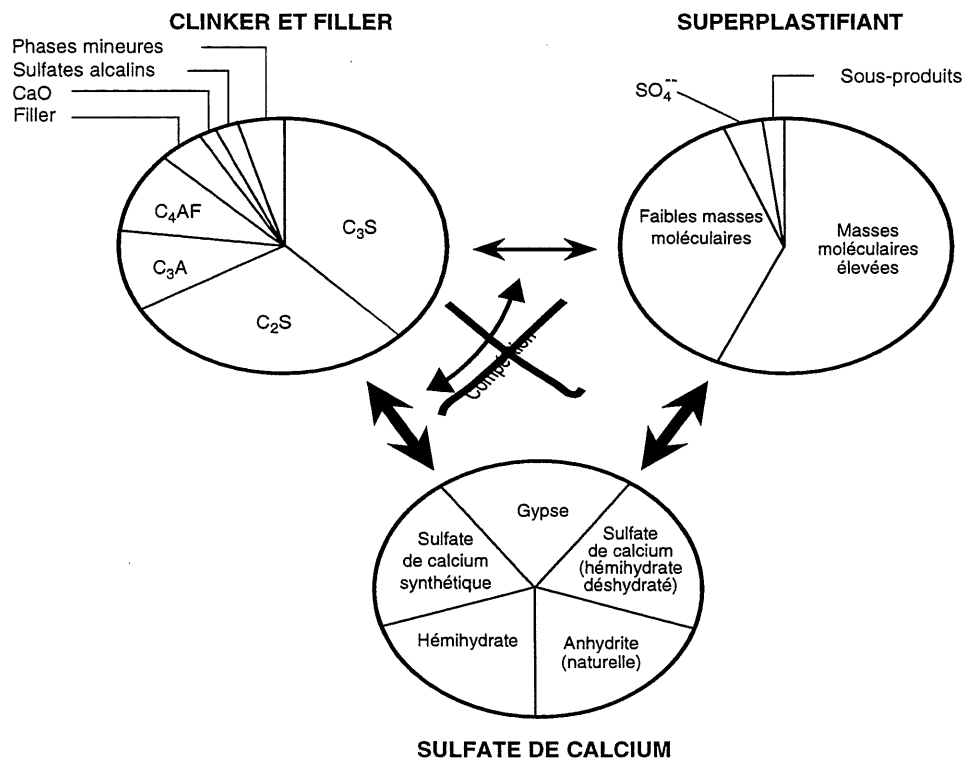 CLINKER ET FILLER
Phases mineures
Sulfates alcalins
CaO
Filler
C₄AF
C₃S
C₃A
C₂S
SUPERPLASTIFIANT
SO₄⁻⁻
Sous-produits
Faibles masses
moléculaires
Masses
moléculaires
élevées
Compétition
Gypse
Sulfate
de calcium
synthétique
Sulfate
de calcium
(hémihydrate
déshydraté)
Hémihydrate
Anhydrite
(naturelle)
SULFATE DE CALCIUM